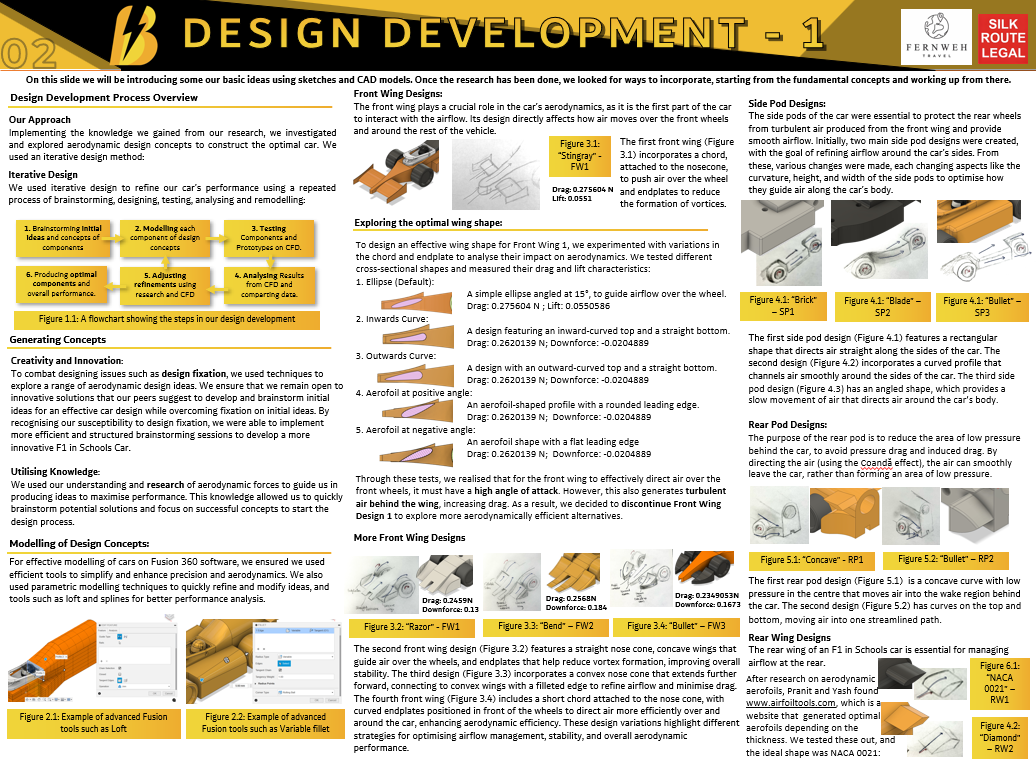 02
DESIGN DEVELOPMENT - 1
FERNWEH
TRAVEL
SILK
ROUTE
LEGAL
On this slide we will be introducing some our basic ideas using sketches and CAD models. Once the research has been done, we looked for ways to incorporate, starting from the fundamental concepts and working up from there.
Design Development Process Overview
Our Approach
Implementing the knowledge we gained from our research, we investigated
and explored aerodynamic design concepts to construct the optimal car. We
used an iterative design method:
Iterative Design
We used iterative design to refine our car's performance using a repeated
process of brainstorming, designing, testing, analysing and remodelling:
1. Brainstorming initial
ideas and concepts of
components
2. Modelling each
component of design
concepts
3. Testing
Components and
Prototypes on CFD.
6. Producing optimal
components and
overall performance.
5. Adjusting
refinements using
research and CFD
4. Analysing Results
from CFD and
comparting data.
Figure 1.1: A flowchart showing the steps in our design development
Generating Concepts
Creativity and Innovation:
To combat designing issues such as design fixation, we used techniques to
explore a range of aerodynamic design ideas. We ensure that we remain open to
innovative solutions that our peers suggest to develop and brainstorm initial
ideas for an effective car design while overcoming fixation on initial ideas. By
recognising our susceptibility to design fixation, we were able to implement
more efficient and structured brainstorming sessions to develop a more
innovative F1 in Schools Car.
Utilising Knowledge:
We used our understanding and research of aerodynamic forces to guide us in
producing ideas to maximise performance. This knowledge allowed us to quickly
brainstorm potential solutions and focus on successful concepts to start the
design process.
Modelling of Design Concepts:
For effective modelling of cars on Fusion 360 software, we ensured we used
efficient tools to simplify and enhance precision and aerodynamics. We also
used parametric modelling techniques to quickly refine and modify ideas, and
tools such as loft and splines for better performance analysis.
Figure 2.1: Example of advanced Fusion
tools such as Loft
Figure 2.2: Example of advanced
Fusion tools such as Variable fillet
Front Wing Designs:
The front wing plays a crucial role in the car's aerodynamics, as it is the first part of the car
to interact with the airflow. Its design directly affects how air moves over the front wheels
and around the rest of the vehicle.
Figure 3.1:
"Stingray" -
FW1
Drag: 0.275604 N
Lift: 0.0551
The first front wing (Figure
3.1) incorporates a chord,
attached to the nosecone,
to push air over the wheel
and endplates to reduce
the formation of vortices.
Exploring the optimal wing shape:
To design an effective wing shape for Front Wing 1, we experimented with variations in
the chord and endplate to analyse their impact on aerodynamics. We tested different
cross-sectional shapes and measured their drag and lift characteristics:
1. Ellipse (Default):
A simple ellipse angled at 15°, to guide airflow over the wheel.
Drag: 0.275604 N ; Lift: 0.0550586
2. Inwards Curve:
A design featuring an inward-curved top and a straight bottom.
Drag: 0.2620139 N; Downforce: -0.0204889
3. Outwards Curve:
A design with an outward-curved top and a straight bottom.
Drag: 0.2620139 N; Downforce: -0.0204889
4. Aerofoil at positive angle:
An aerofoil-shaped profile with a rounded leading edge.
Drag: 0.2620139 N; Downforce: -0.0204889
5. Aerofoil at negative angle:
An aerofoil shape with a flat leading edge
Drag: 0.2620139 N; Downforce: -0.0204889
Through these tests, we realised that for the front wing to effectively direct air over the
front wheels, it must have a high angle of attack. However, this also generates turbulent
air behind the wing, increasing drag. As a result, we decided to discontinue Front Wing
Design 1 to explore more aerodynamically efficient alternatives.
More Front Wing Designs
Drag: 0.2459N
Downforce: 0.13
Drag: 0.2568N
Downforce: 0.184
Drag: 0.2349053N
Downforce: 0.1673
Figure 3.2: "Razor" - FW1
Figure 3.3: "Bend" – FW2
Figure 3.4: "Bullet" – FW3
The second front wing design (Figure 3.2) features a straight nose cone, concave wings that
guide air over the wheels, and endplates that help reduce vortex formation, improving overall
stability. The third design (Figure 3.3) incorporates a convex nose cone that extends further
forward, connecting to convex wings with a filleted edge to refine airflow and minimise drag.
The fourth front wing (Figure 3.4) includes a short chord attached to the nose cone, with
curved endplates positioned in front of the wheels to direct air more efficiently over and
around the car, enhancing aerodynamic efficiency. These design variations highlight different
strategies for optimising airflow management, stability, and overall aerodynamic
performance.
Side Pod Designs:
The side pods of the car were essential to protect the rear wheels
from turbulent air produced from the front wing and provide
smooth airflow. Initially, two main side pod designs were created,
with the goal of refining airflow around the car's sides. From
these, various changes were made, each changing aspects like the
curvature, height, and width of the side pods to optimise how
they guide air along the car's body.
Figure 4.1: "Brick"
– SP1
Figure 4.1: "Blade" –
SP2
Figure 4.1: "Bullet" –
SP3
The first side pod design (Figure 4.1) features a rectangular
shape that directs air straight along the sides of the car. The
second design (Figure 4.2) incorporates a curved profile that
channels air smoothly around the sides of the car. The third side
pod design (Figure 4.3) has an angled shape, which provides a
slow movement of air that directs air around the car's body.
Rear Pod Designs:
The purpose of the rear pod is to reduce the area of low pressure
behind the car, to avoid pressure drag and induced drag. By
directing the air (using the Coandă effect), the air can smoothly
leave the car, rather than forming an area of low pressure.
Figure 5.1: "Concave" - RP1
Figure 5.2: "Bullet" – RP2
The first rear pod design (Figure 5.1) is a concave curve with low
pressure in the centre that moves air into the wake region behind
the car. The second design (Figure 5.2) has curves on the top and
bottom, moving air into one streamlined path.
Rear Wing Designs
The rear wing of an F1 in Schools car is essential for managing
airflow at the rear.
After research on aerodynamic
aerofoils, Pranit and Yash found
www.airfoiltools.com, which is a
website that generated optimal
aerofoils depending on the
thickness. We tested these out, and
the ideal shape was NACA 0021:
Figure 6.1:
"NACA
0021" –
RW1
Figure 4.2:
"Diamond"
– RW2